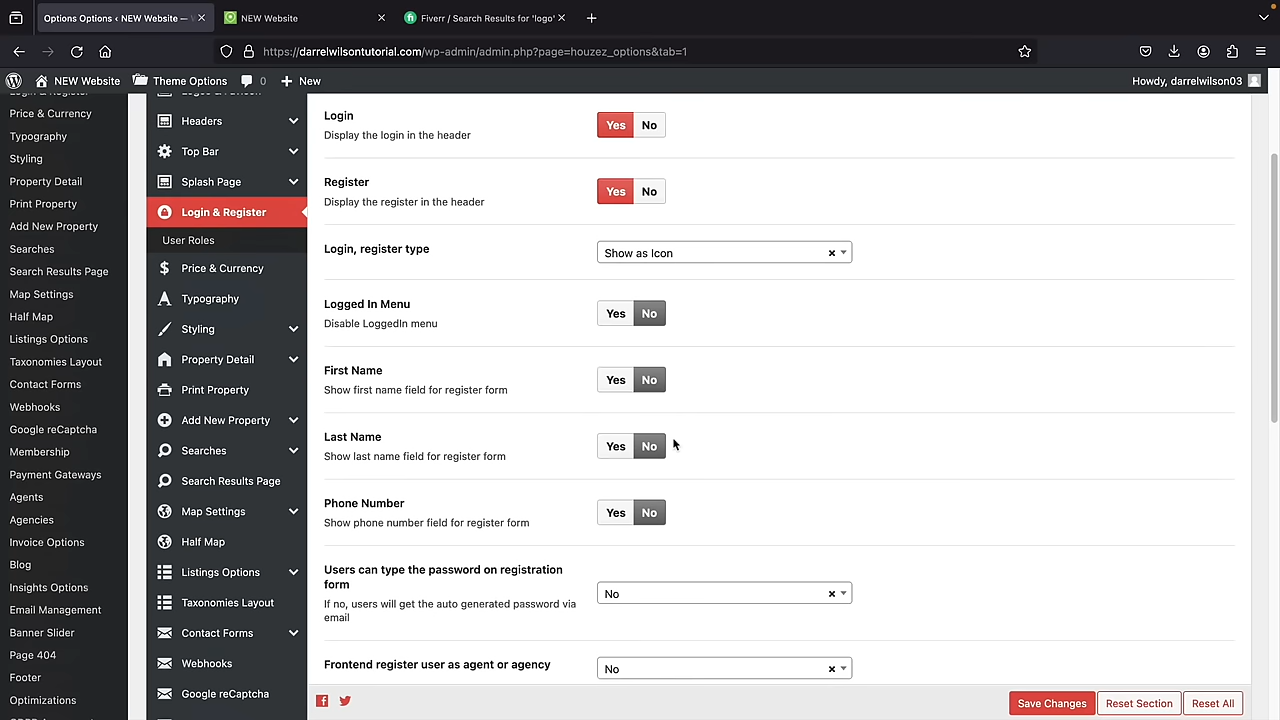 Options Options ‹ NEW Website — W
NEW Website
Fiverr / Search Results for 'logo'
https://darrelwilsontutorial.com/wp-admin/admin.php?page=houzez_options&tab=1
NEW Website
Theme Options
0
New
Howdy, darrelwilson03
Login & Register
Price & Currency
Typography
Styling
Property Detail
Print Property
Add New Property
Searches
Search Results Page
Map Settings
Half Map
Listings Options
Taxonomies Layout
Contact Forms
Webhooks
Google reCaptcha
Membership
Payment Gateways
Agents
Agencies
Invoice Options
Blog
Insights Options
Email Management
Banner Slider
Page 404
Footer
Optimizations
Headers
Top Bar
Splash Page
Login & Register
User Roles
Price & Currency
Typography
Styling
Property Detail
Print Property
Add New Property
Searches
Search Results Page
Map Settings
Half Map
Listings Options
Taxonomies Layout
Contact Forms
Webhooks
Google reCaptcha
Login
Display the login in the header
Yes No
Register
Display the register in the header
Yes No
Login, register type
Show as Icon
Logged In Menu
Disable LoggedIn menu
Yes No
First Name
Show first name field for register form
Yes No
Last Name
Show last name field for register form
Yes No
Phone Number
Show phone number field for register form
Yes No
Users can type the password on registration
form
If no, users will get the auto generated password via
email
No
Frontend register user as agent or agency
No
Save Changes
Reset Section
Reset All